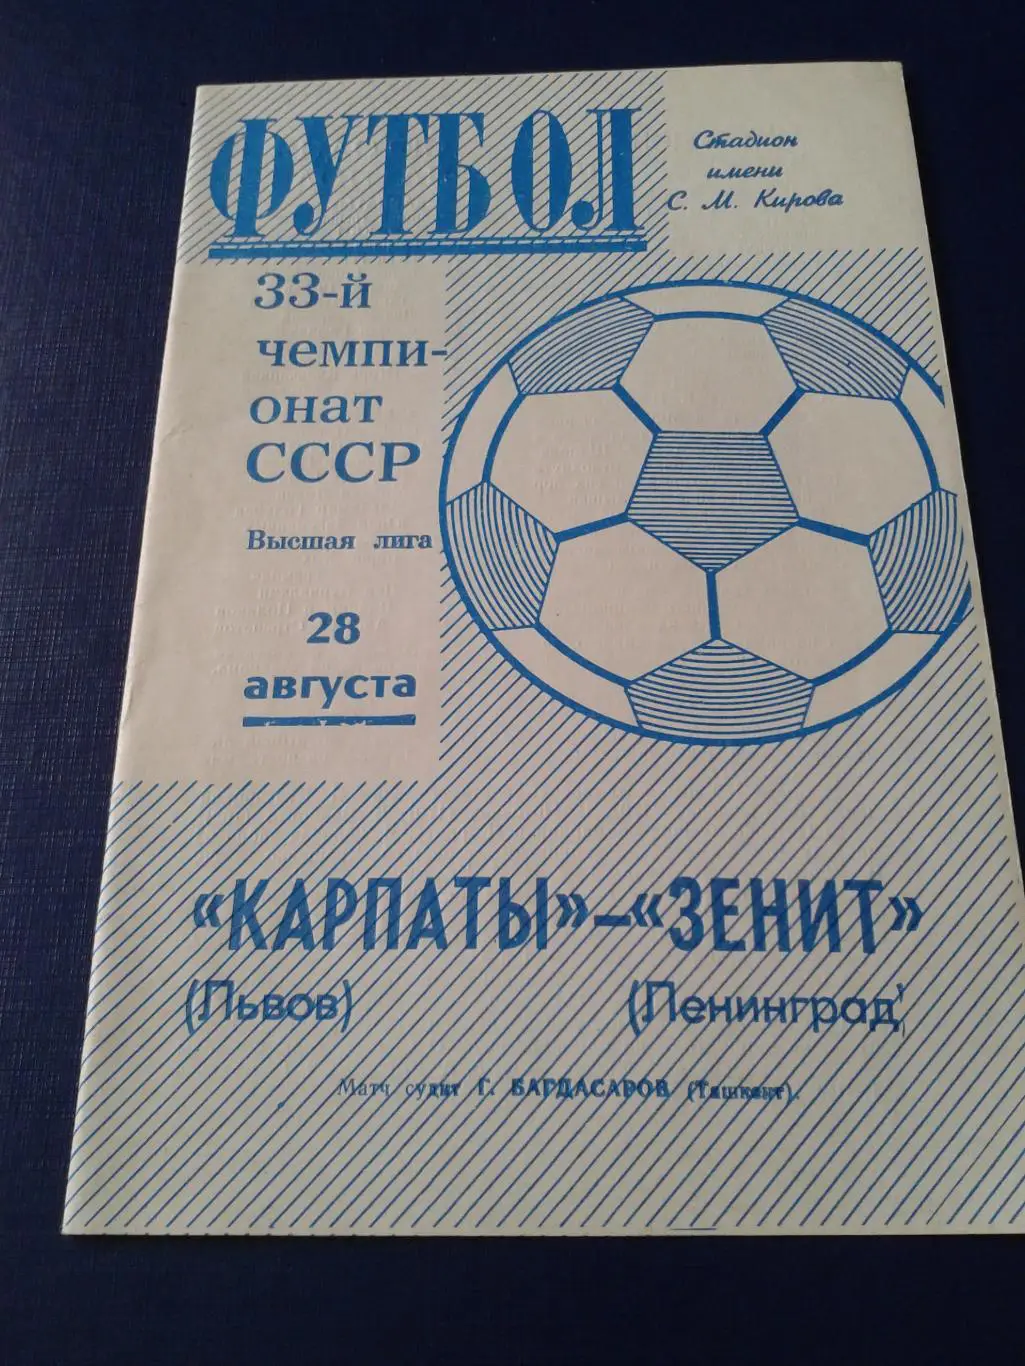 ФУТБОЛ
Стадион
имени
С. М. Кирова
33-й
чемпи-
онат
СССР
Высшая лига
28
августа
«КАРПАТЫ»–«ЗЕНИТ»
(Львов) (Ленинград)
Матч судит Г. БАГДАСАРОВ (Ташкент).